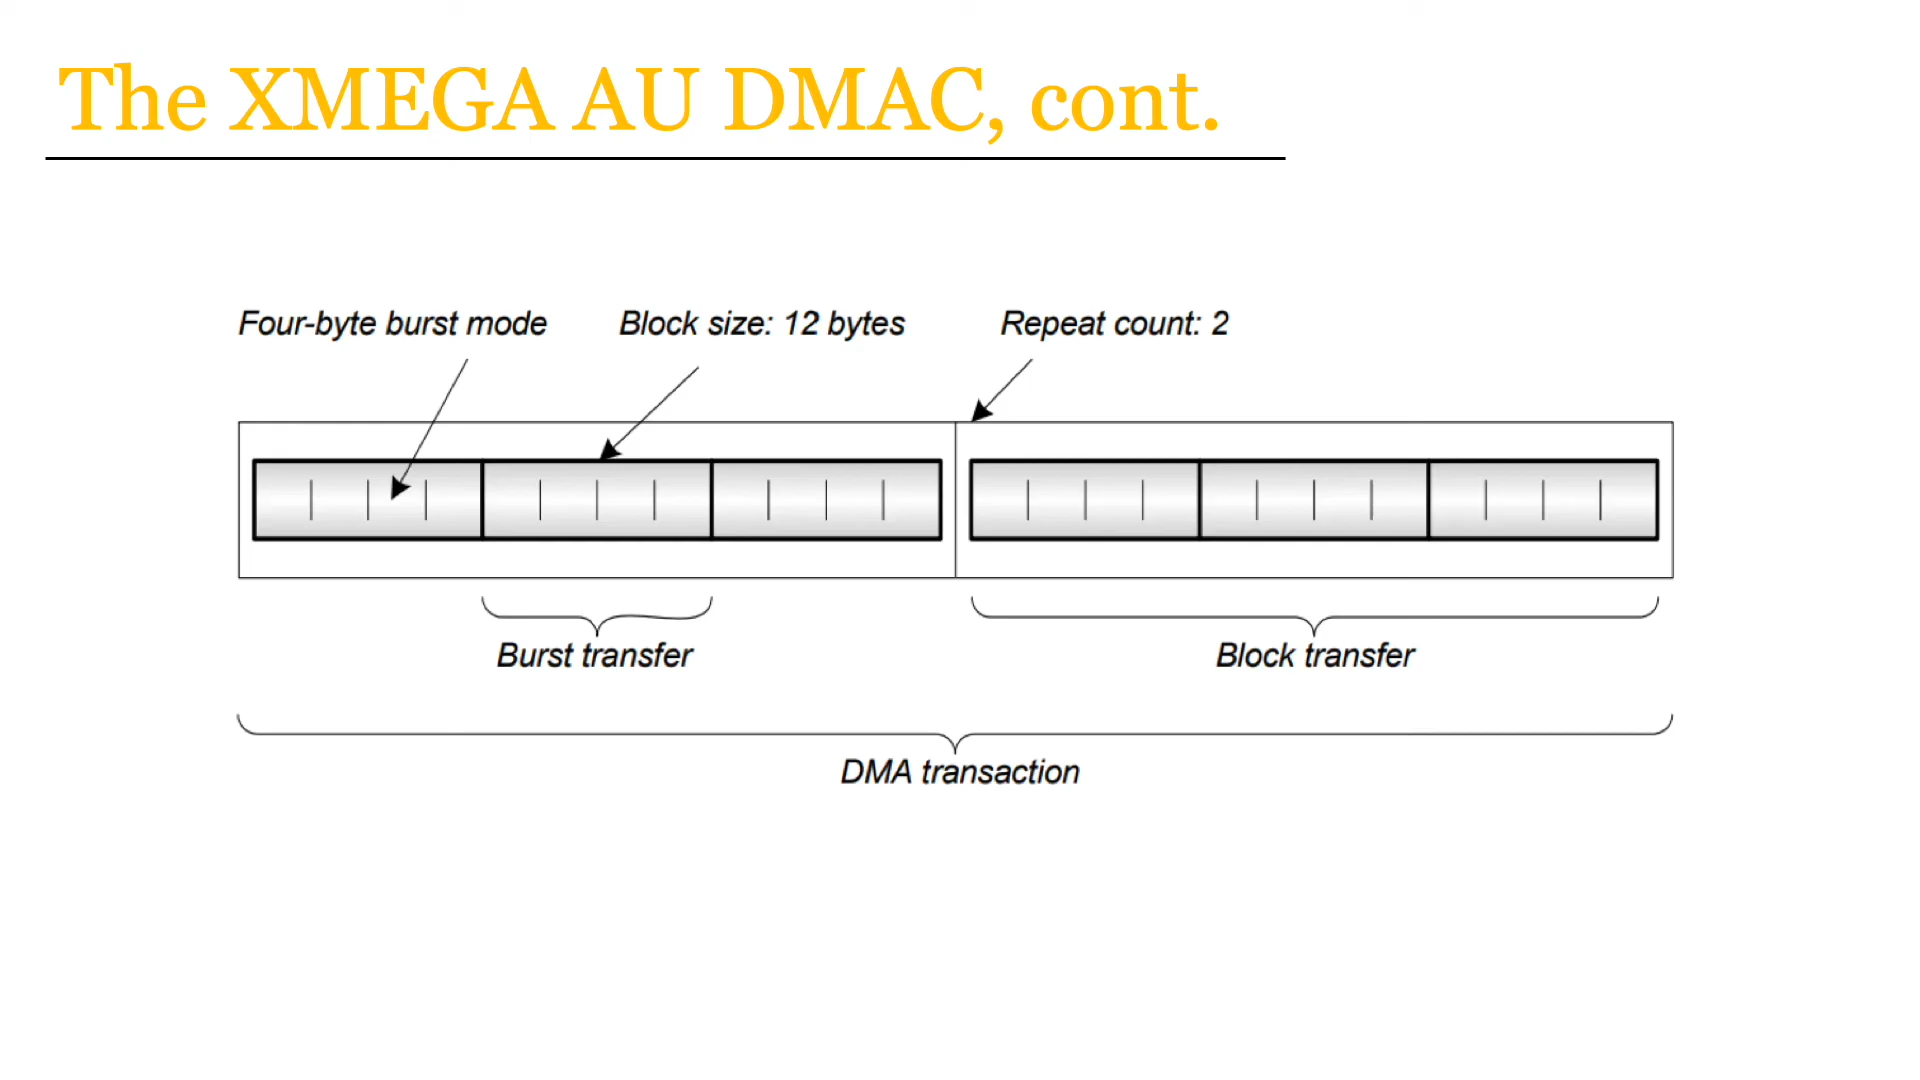 The XMEGA AU DMAC, cont.
Four-byte burst mode
Block size: 12 bytes
Repeat count: 2
Burst transfer
Block transfer
DMA transaction